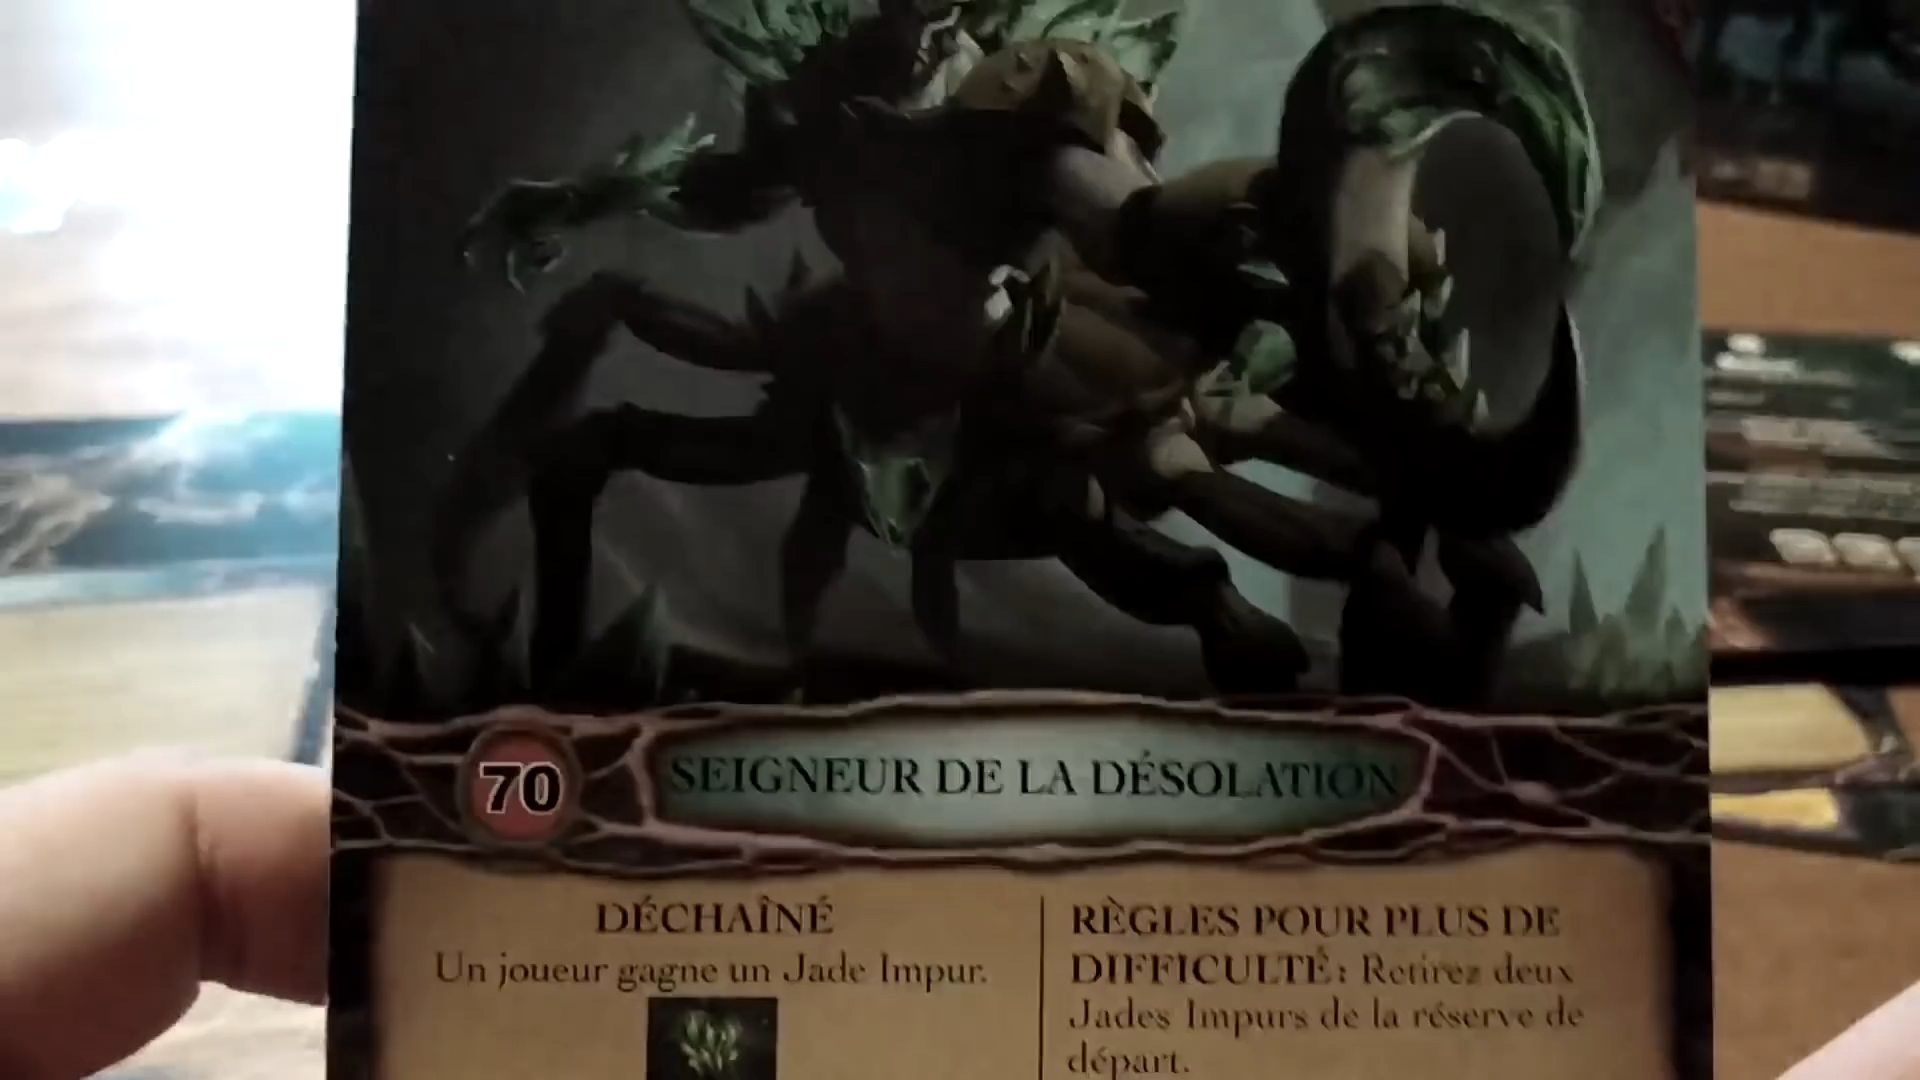 70
SEIGNEUR DE LA DÉSOLATION
DÉCHAÎNÉ
Un joueur gagne un Jade Impur.
RÈGLES POUR PLUS DE
DIFFICULTÉ : Retirez deux
Jades Impurs de la réserve de
départ.